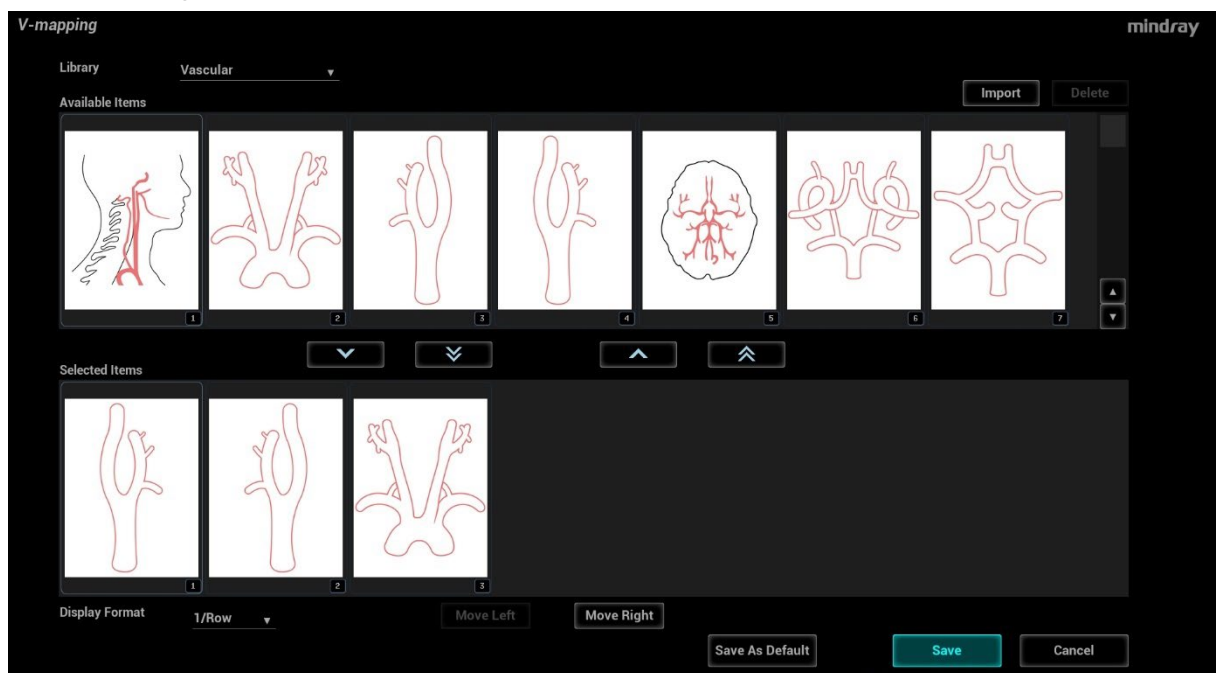 V-mapping
mindray
Library
Vascular
Import
Delete
Available Items
1
2
3
4
5
6
7
Selected Items
1
2
3
Display Format
1/Row
Move Left
Move Right
Save As Default
Save
Cancel